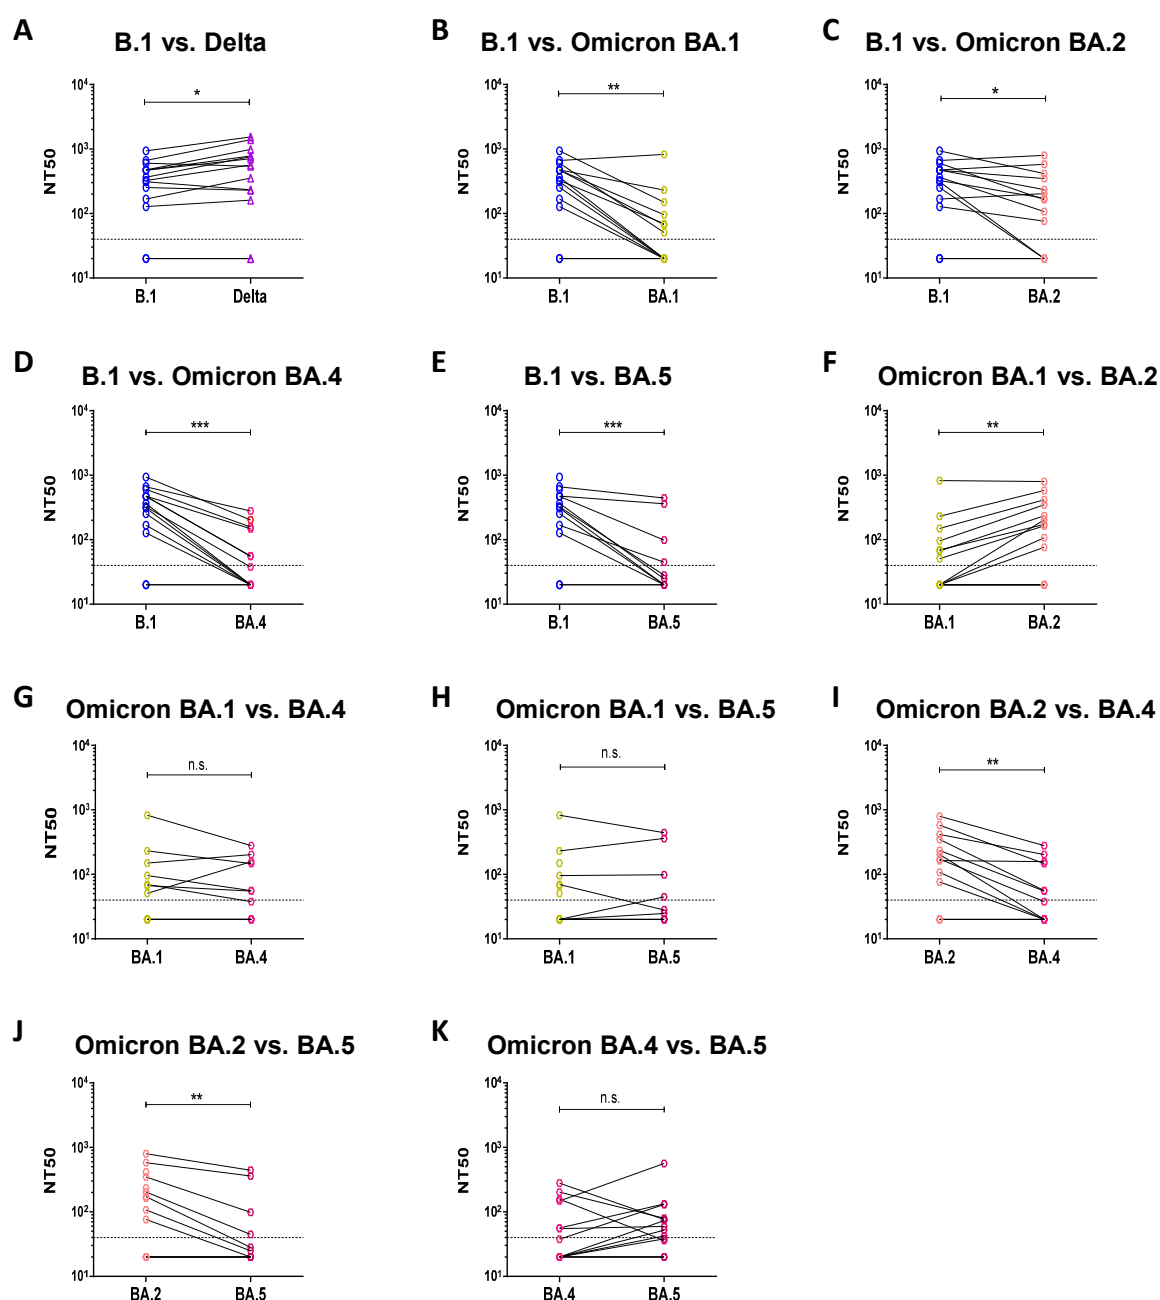 A B.1 vs. Delta
B B.1 vs. Omicron BA.1
C B.1 vs. Omicron BA.2
NT50 10⁴ 10³ 10² 10¹ * B.1 Delta
NT50 10⁴ 10³ 10² 10¹ ** B.1 BA.1
NT50 10⁴ 10³ 10² 10¹ * B.1 BA.2
D B.1 vs. Omicron BA.4
E B.1 vs. BA.5
F Omicron BA.1 vs. BA.2
NT50 10⁴ 10³ 10² 10¹ *** B.1 BA.4
NT50 10⁴ 10³ 10² 10¹ *** B.1 BA.5
NT50 10⁴ 10³ 10² 10¹ ** BA.1 BA.2
G Omicron BA.1 vs. BA.4
H Omicron BA.1 vs. BA.5
I Omicron BA.2 vs. BA.4
NT50 10⁴ 10³ 10² 10¹ n.s. BA.1 BA.4
NT50 10⁴ 10³ 10² 10¹ n.s. BA.1 BA.5
NT50 10⁴ 10³ 10² 10¹ ** BA.2 BA.4
J Omicron BA.2 vs. BA.5
K Omicron BA.4 vs. BA.5
NT50 10⁴ 10³ 10² 10¹ ** BA.2 BA.5
NT50 10⁴ 10³ 10² 10¹ n.s. BA.4 BA.5